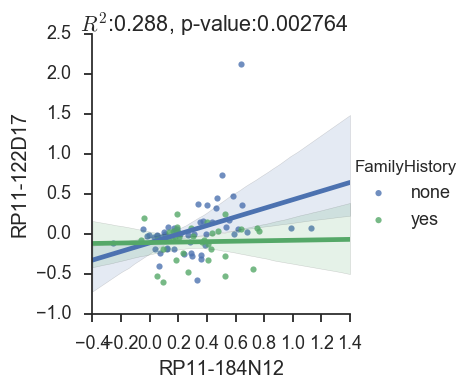 R²:0.288, p-value:0.002764
2.5
2.0
1.5
1.0
0.5
0.0
−0.5
−1.0
RP11-122D17
−0.4 −0.2 0.0 0.2 0.4 0.6 0.8 1.0 1.2 1.4
RP11-184N12
FamilyHistory
none
yes